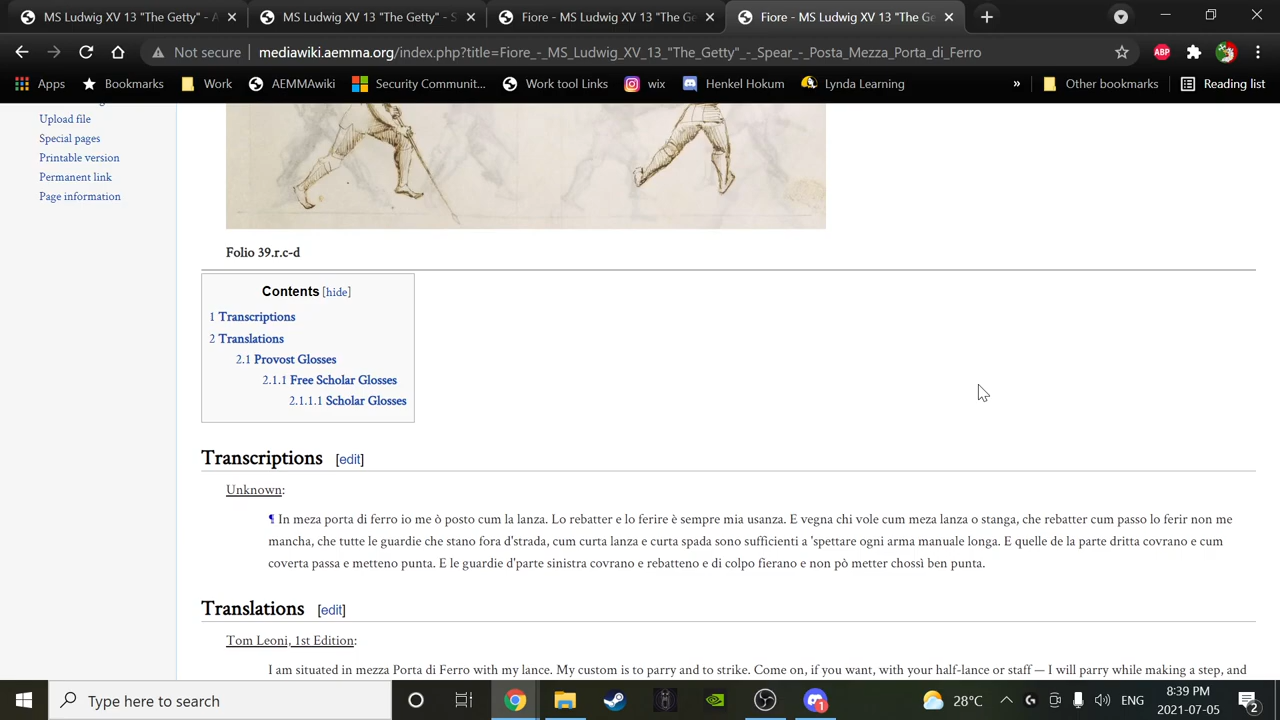 MS Ludwig XV 13 "The Getty" - A
MS Ludwig XV 13 "The Getty" - S
Fiore - MS Ludwig XV 13 "The Ge
Fiore - MS Ludwig XV 13 "The Ge
Not secure mediawiki.aemma.org/index.php?title=Fiore_-_MS_Ludwig_XV_13_"The_Getty"_-_Spear_-_Posta_Mezza_Porta_di_Ferro
ABP
Apps Bookmarks Work AEMMAwiki Security Communit... Work tool Links wix Henkel Hokum Lynda Learning » Other bookmarks Reading list
Upload file
Special pages
Printable version
Permanent link
Page information
Folio 39.r.c-d
Contents [hide]
1 Transcriptions
2 Translations
2.1 Provost Glosses
2.1.1 Free Scholar Glosses
2.1.1.1 Scholar Glosses
Transcriptions [edit]
Unknown:
¶ In meza porta di ferro io me ò posto cum la lanza. Lo rebatter e lo ferire è sempre mia usanza. E vegna chi vole cum meza lanza o stanga, che rebatter cum passo lo ferir non me
mancha, che tutte le guardie che stano fora d'strada, cum curta lanza e curta spada sono sufficienti a 'spettare ogni arma manuale longa. E quelle de la parte dritta covrano e cum
coverta passa e metteno punta. E le guardie d'parte sinistra covrano e rebatteno e di colpo fierano e non pò metter chossì ben punta.
Translations [edit]
Tom Leoni, 1st Edition:
I am situated in mezza Porta di Ferro with my lance. My custom is to parry and to strike. Come on, if you want, with your half-lance or staff — I will parry while making a step, and
Type here to search
1
28°C
ENG
8:39 PM
2021-07-05
2